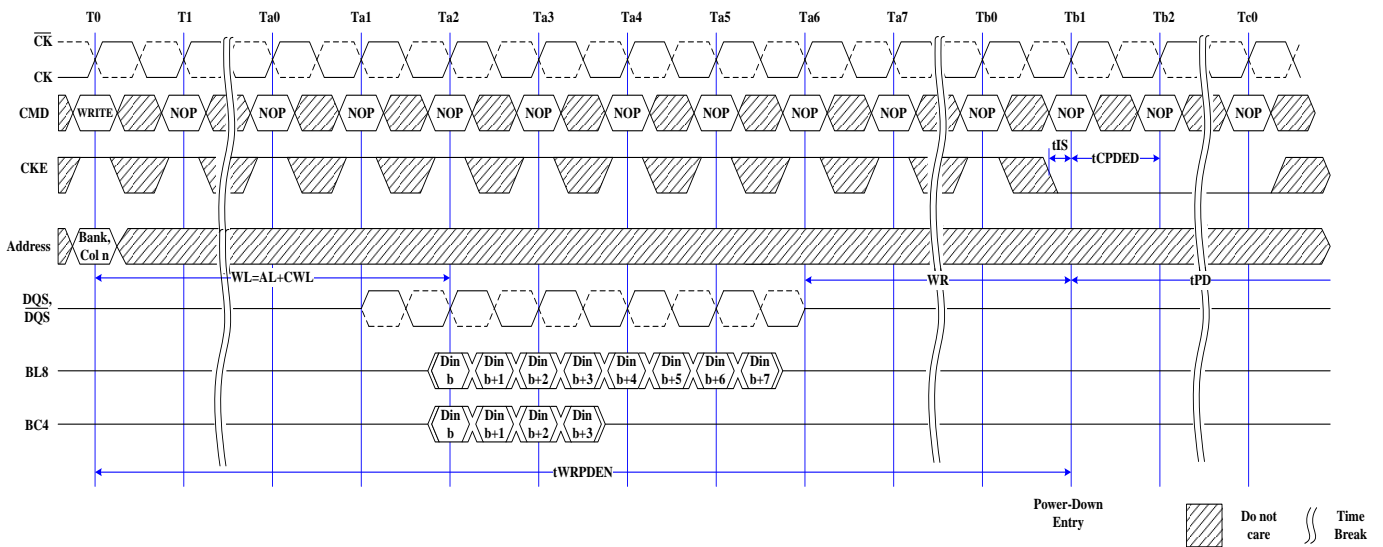 T0 T1 Ta0 Ta1 Ta2 Ta3 Ta4 Ta5 Ta6 Ta7 Tb0 Tb1 Tb2 Tc0
CK
CK
CMD WRITE NOP NOP NOP NOP NOP NOP NOP NOP NOP NOP NOP NOP NOP
CKE tIS tCPDED
Address Bank, Col n
WL=AL+CWL WR tPD
DQS,
DQS
BL8 Din b Din b+1 Din b+2 Din b+3 Din b+4 Din b+5 Din b+6 Din b+7
BC4 Din b Din b+1 Din b+2 Din b+3
tWRPDEN
Power-Down
Entry
Do not
care
Time
Break